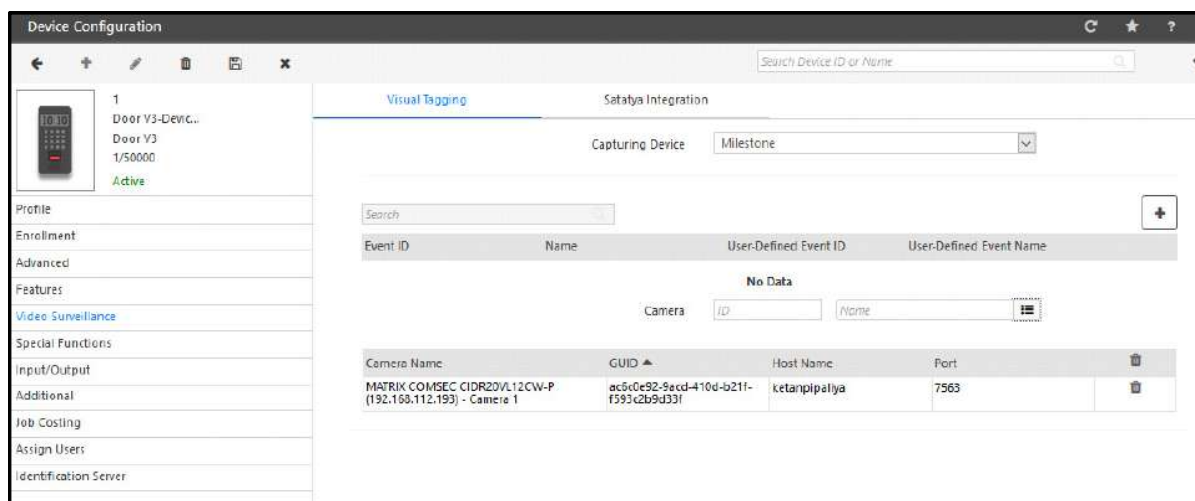 Device Configuration
?
Search Device ID or Name
1
Door V3-Devic...
Door V3
1/50000
Active
Profile
Enrollment
Advanced
Features
Video Surveillance
Special Functions
Input/Output
Additional
Job Costing
Assign Users
Identification Server
Visual Tagging
Satatya Integration
Capturing Device
Milestone
Search
Event ID
Name
User-Defined Event ID
User-Defined Event Name
No Data
Camera
ID
Name
Camera Name
GUID
Host Name
Port
MATRIX COMSEC CIDR20VL12CW-P
(192.168.112.193) - Camera 1
ac6c0e92-9acd-410d-b21f-
f593c2b9d33f
ketanpipaliya
7563